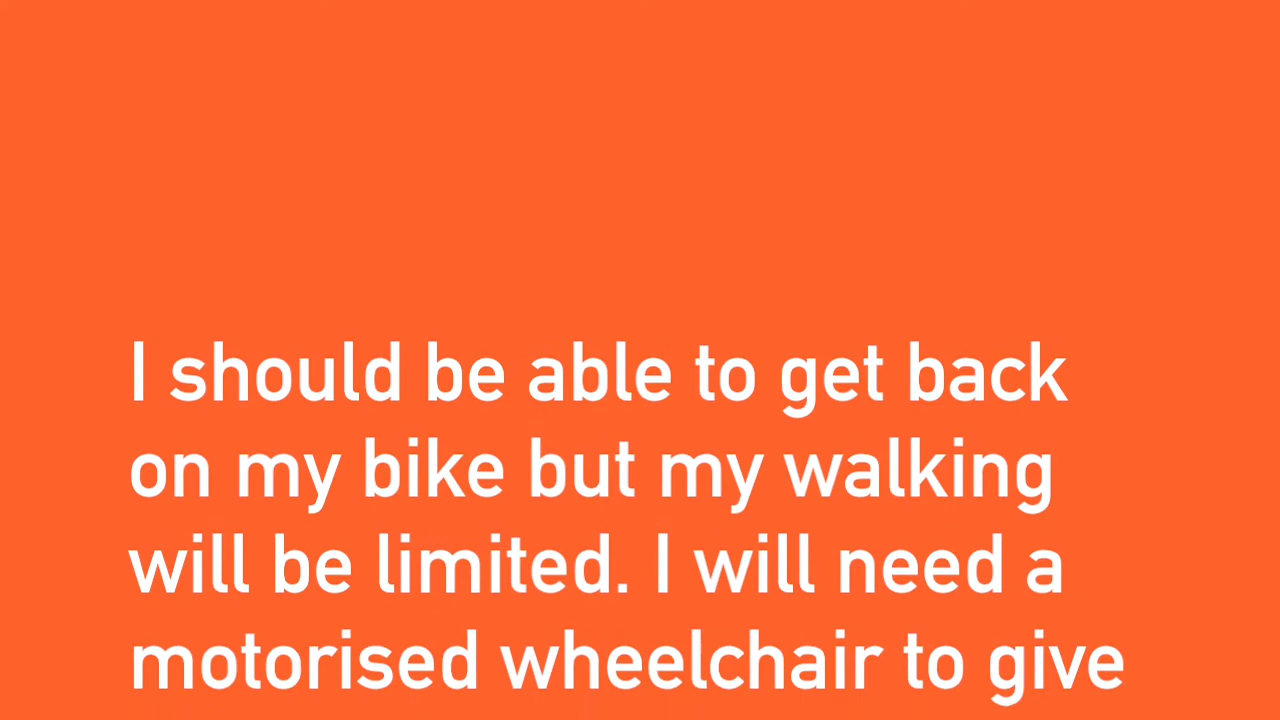 I should be able to get back
on my bike but my walking
will be limited. I will need a
motorised wheelchair to give